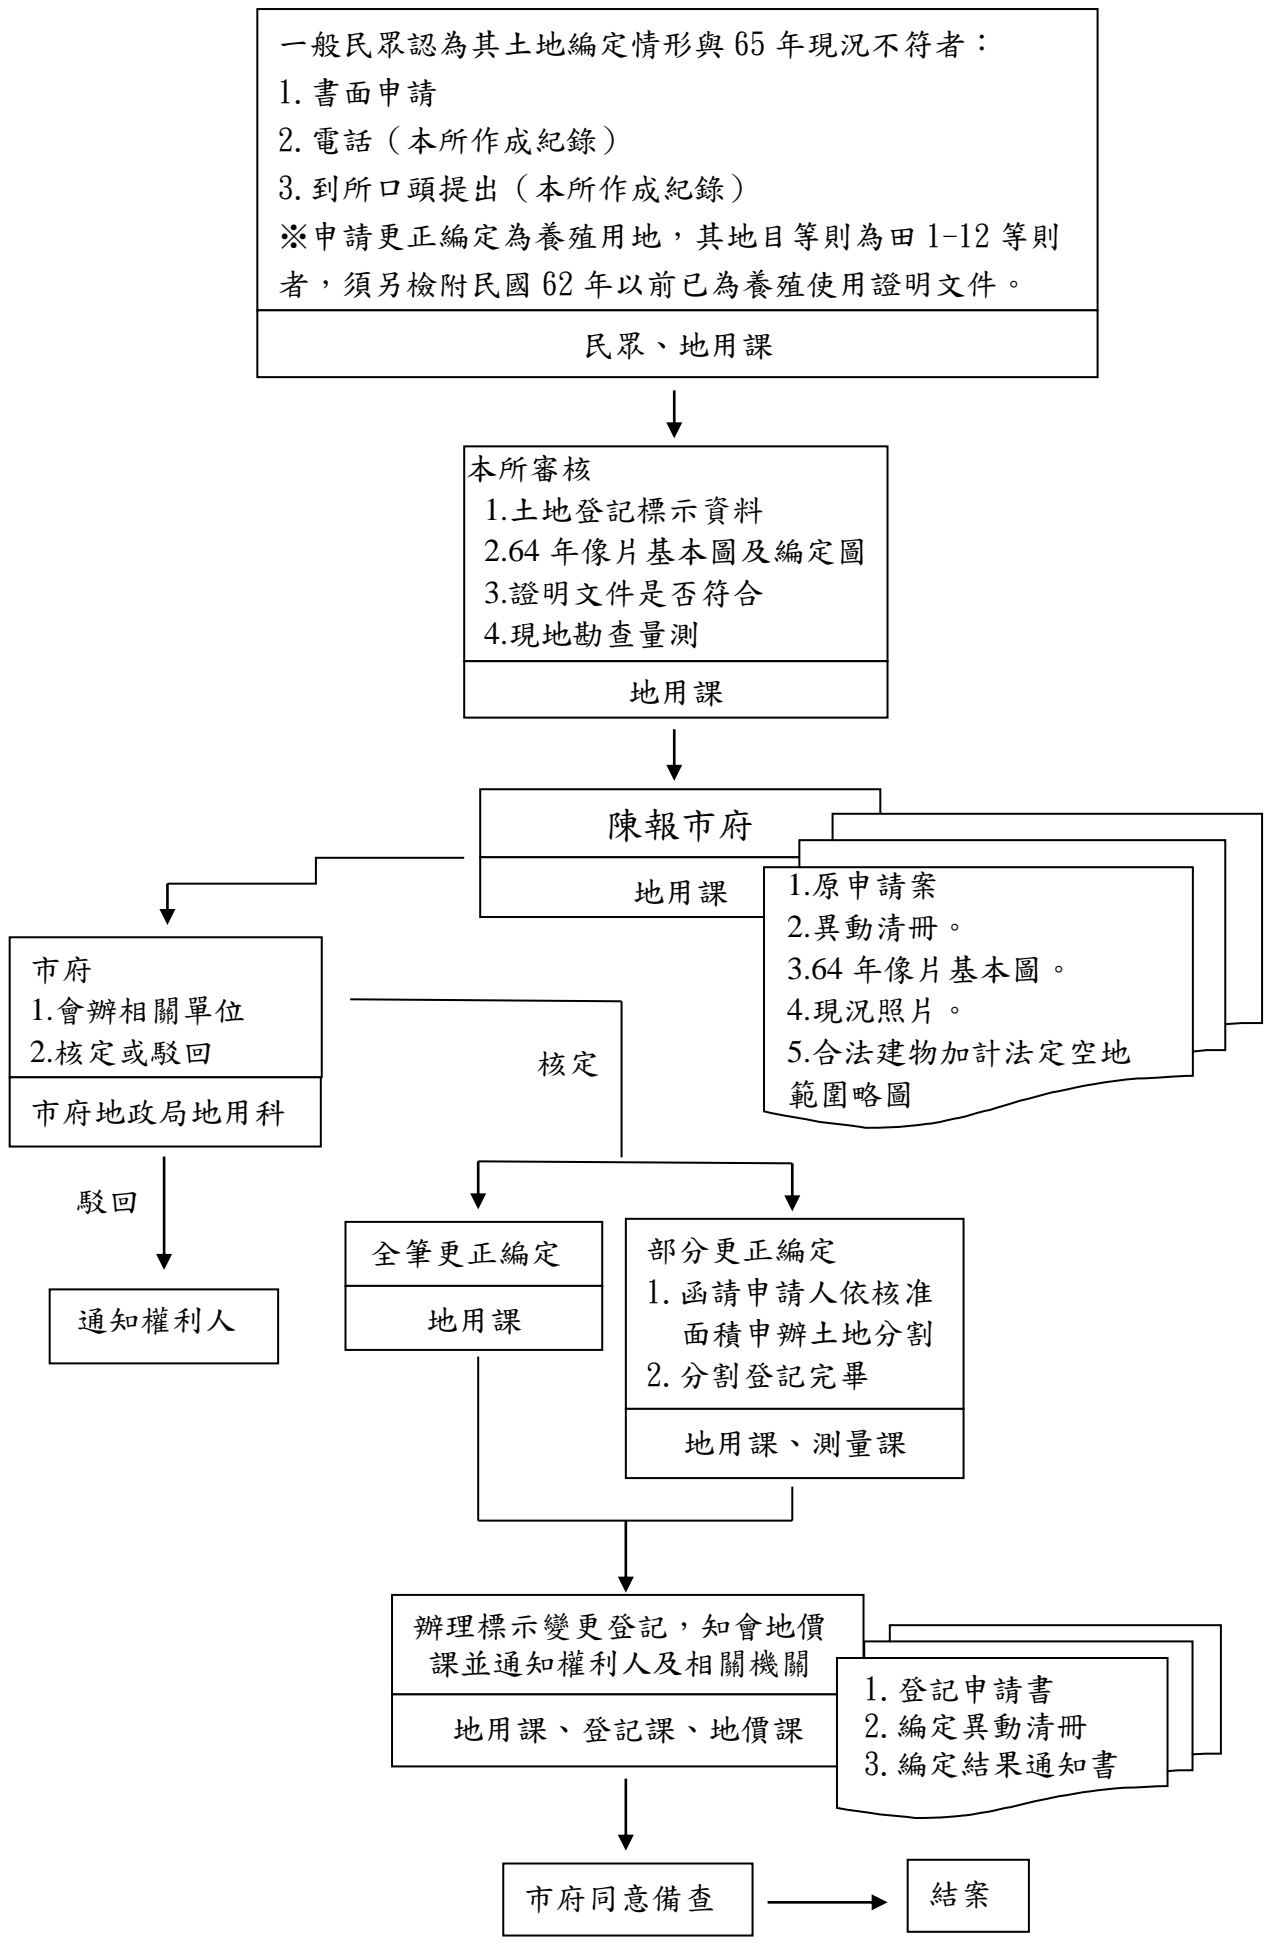 一般民眾認為其土地編定情形與 65 年現況不符者：
1.書面申請
2.電話（本所作成紀錄）
3.到所口頭提出（本所作成紀錄）
※申請更正編定為養殖用地，其地目等則為田 1-12 等則
者，須另檢附民國 62 年以前已為養殖使用證明文件。
民眾、地用課
本所審核
1.土地登記標示資料
2.64 年像片基本圖及編定圖
3.證明文件是否符合
4.現地勘查量測
地用課
陳報市府
地用課
1.原申請案
2.異動清冊。
3.64 年像片基本圖。
4.現況照片。
5.合法建物加計法定空地
範圍略圖
市府
1.會辦相關單位
2.核定或駁回
市府地政局地用科
核定
駁回
通知權利人
全筆更正編定
地用課
部分更正編定
1. 函請申請人依核准
面積申辦土地分割
2. 分割登記完畢
地用課、測量課
辦理標示變更登記，知會地價
課並通知權利人及相關機關
地用課、登記課、地價課
1. 登記申請書
2. 編定異動清冊
3. 編定結果通知書
市府同意備查
結案